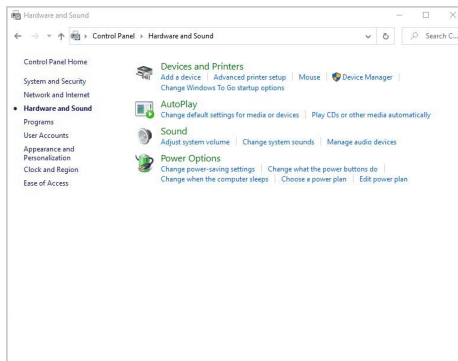 Hardware and Sound
Control Panel > Hardware and Sound
Search C...
Control Panel Home
System and Security
Network and Internet
Hardware and Sound
Programs
User Accounts
Appearance and
Personalization
Clock and Region
Ease of Access
Devices and Printers
Add a device | Advanced printer setup | Mouse | Device Manager |
Change Windows To Go startup options
AutoPlay
Change default settings for media or devices | Play CDs or other media automatically
Sound
Adjust system volume | Change system sounds | Manage audio devices
Power Options
Change power-saving settings | Change what the power buttons do |
Change when the computer sleeps | Choose a power plan | Edit power plan